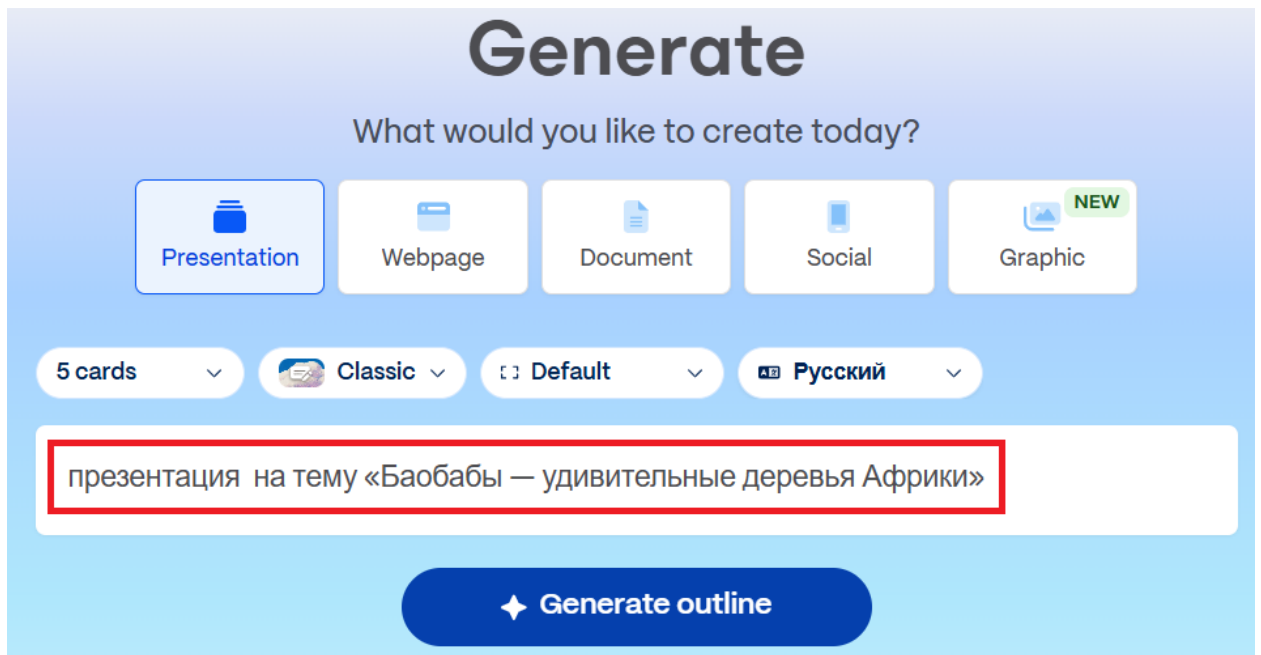 Generate
What would you like to create today?
NEW
Presentation Webpage Document Social Graphic
5 cards Classic Default Русский
презентация на тему «Баобабы — удивительные деревья Африки»
Generate outline